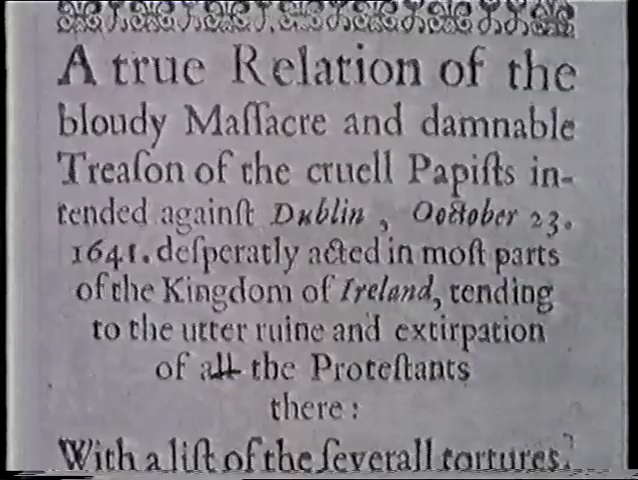 A true Relation of the
bloudy Maſſacre and damnable
Treaſon of the cruell Papiſts in-
tended againſt Dublin, Ooctober 23.
1641. deſperatly acted in moſt parts
of the Kingdom of Ireland, tending
to the utter ruine and extirpation
of all the Proteſtants
there:
With a liſt of the ſeverall tortures,